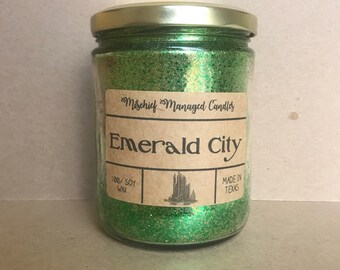 Mischief Managed Candles
Emerald City
100% SOY
WAX
MADE IN
TEXAS